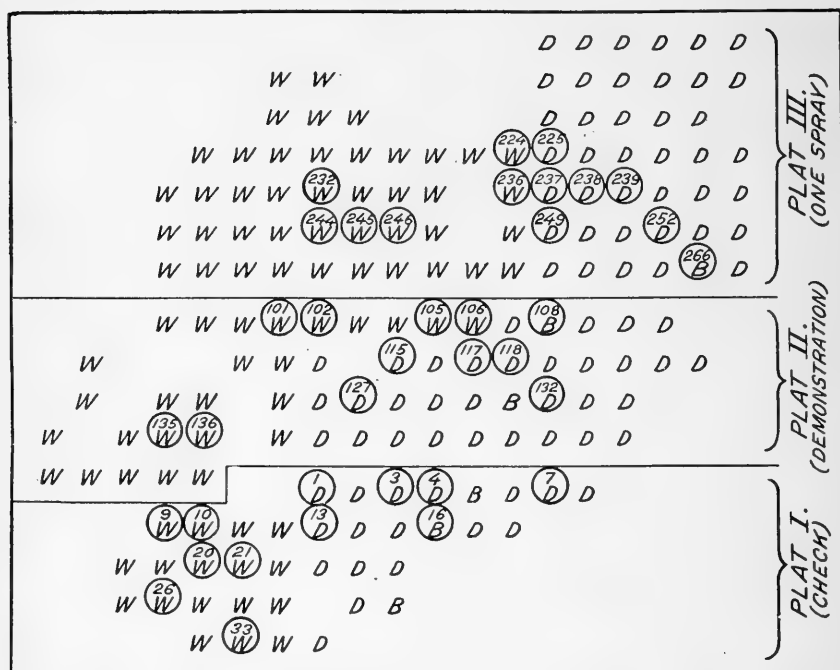 D D D D D D
W W D D D D D D
W W W D D D D D
W W W W W W W W 224 W 225 D D D D D D
W W W W 232 W W W W 236 W 237 D 238 D 239 D D D D
W W W W 244 W 245 W 246 W W W 249 D D D 252 D D D
W W W W W W W W W W D D D D 266 B D
PLAT III.
(ONE SPRAY)
W W W 101 W 102 W W W 105 W 106 W D 108 B D D D
W W W D 115 D D 117 D 118 D D D D D D
W W W W D 127 D D D D B 132 D D D
W W 135 W 136 W W D D D D D D D D D
W W W W W
PLAT II.
(DEMONSTRATION)
1 D D 3 D 4 D B D 7 D D
9 W 10 W W W 13 D D D 16 B D D
W W 20 W 21 W W D D D
W 26 W W W W D B
W 33 W W D
PLAT I.
(CHECK)